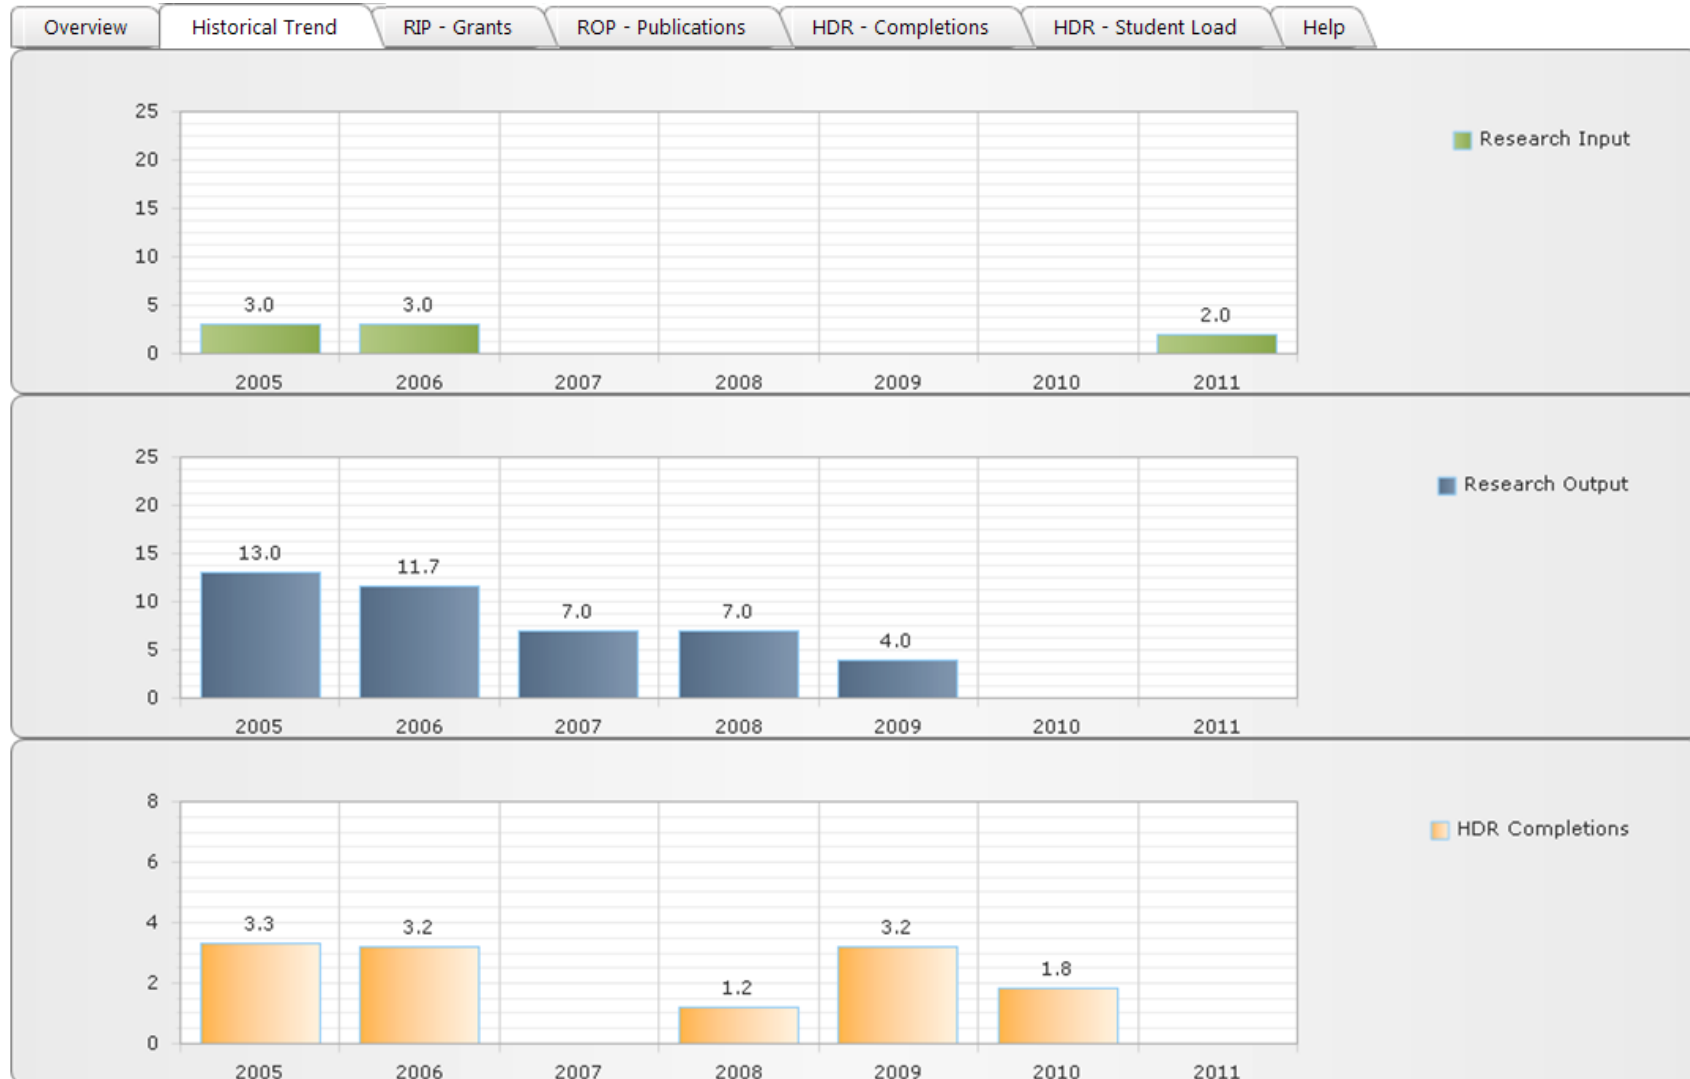 Overview Historical Trend RIP - Grants ROP - Publications HDR - Completions HDR - Student Load Help
25
20
15
10
5
0
3.0 3.0 2.0
2005 2006 2007 2008 2009 2010 2011
Research Input
25
20
15
10
5
0
13.0 11.7 7.0 7.0 4.0
2005 2006 2007 2008 2009 2010 2011
Research Output
8
6
4
2
0
3.3 3.2 1.2 3.2 1.8
2005 2006 2007 2008 2009 2010 2011
HDR Completions